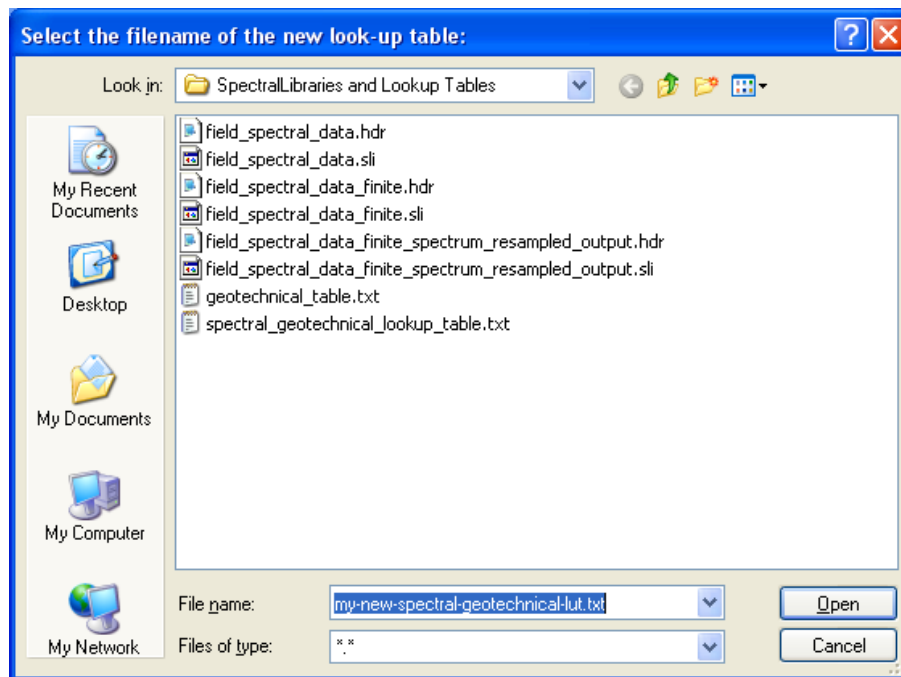 Select the filename of the new look-up table:
Look in: SpectralLibraries and Lookup Tables
My Recent
Documents
Desktop
My Documents
My Computer
My Network
field_spectral_data.hdr
field_spectral_data.sli
field_spectral_data_finite.hdr
field_spectral_data_finite.sli
field_spectral_data_finite_spectrum_resampled_output.hdr
field_spectral_data_finite_spectrum_resampled_output.sli
geotechnical_table.txt
spectral_geotechnical_lookup_table.txt
File name: my-new-spectral-geotechnical-lut.txt Open
Files of type: *.* Cancel